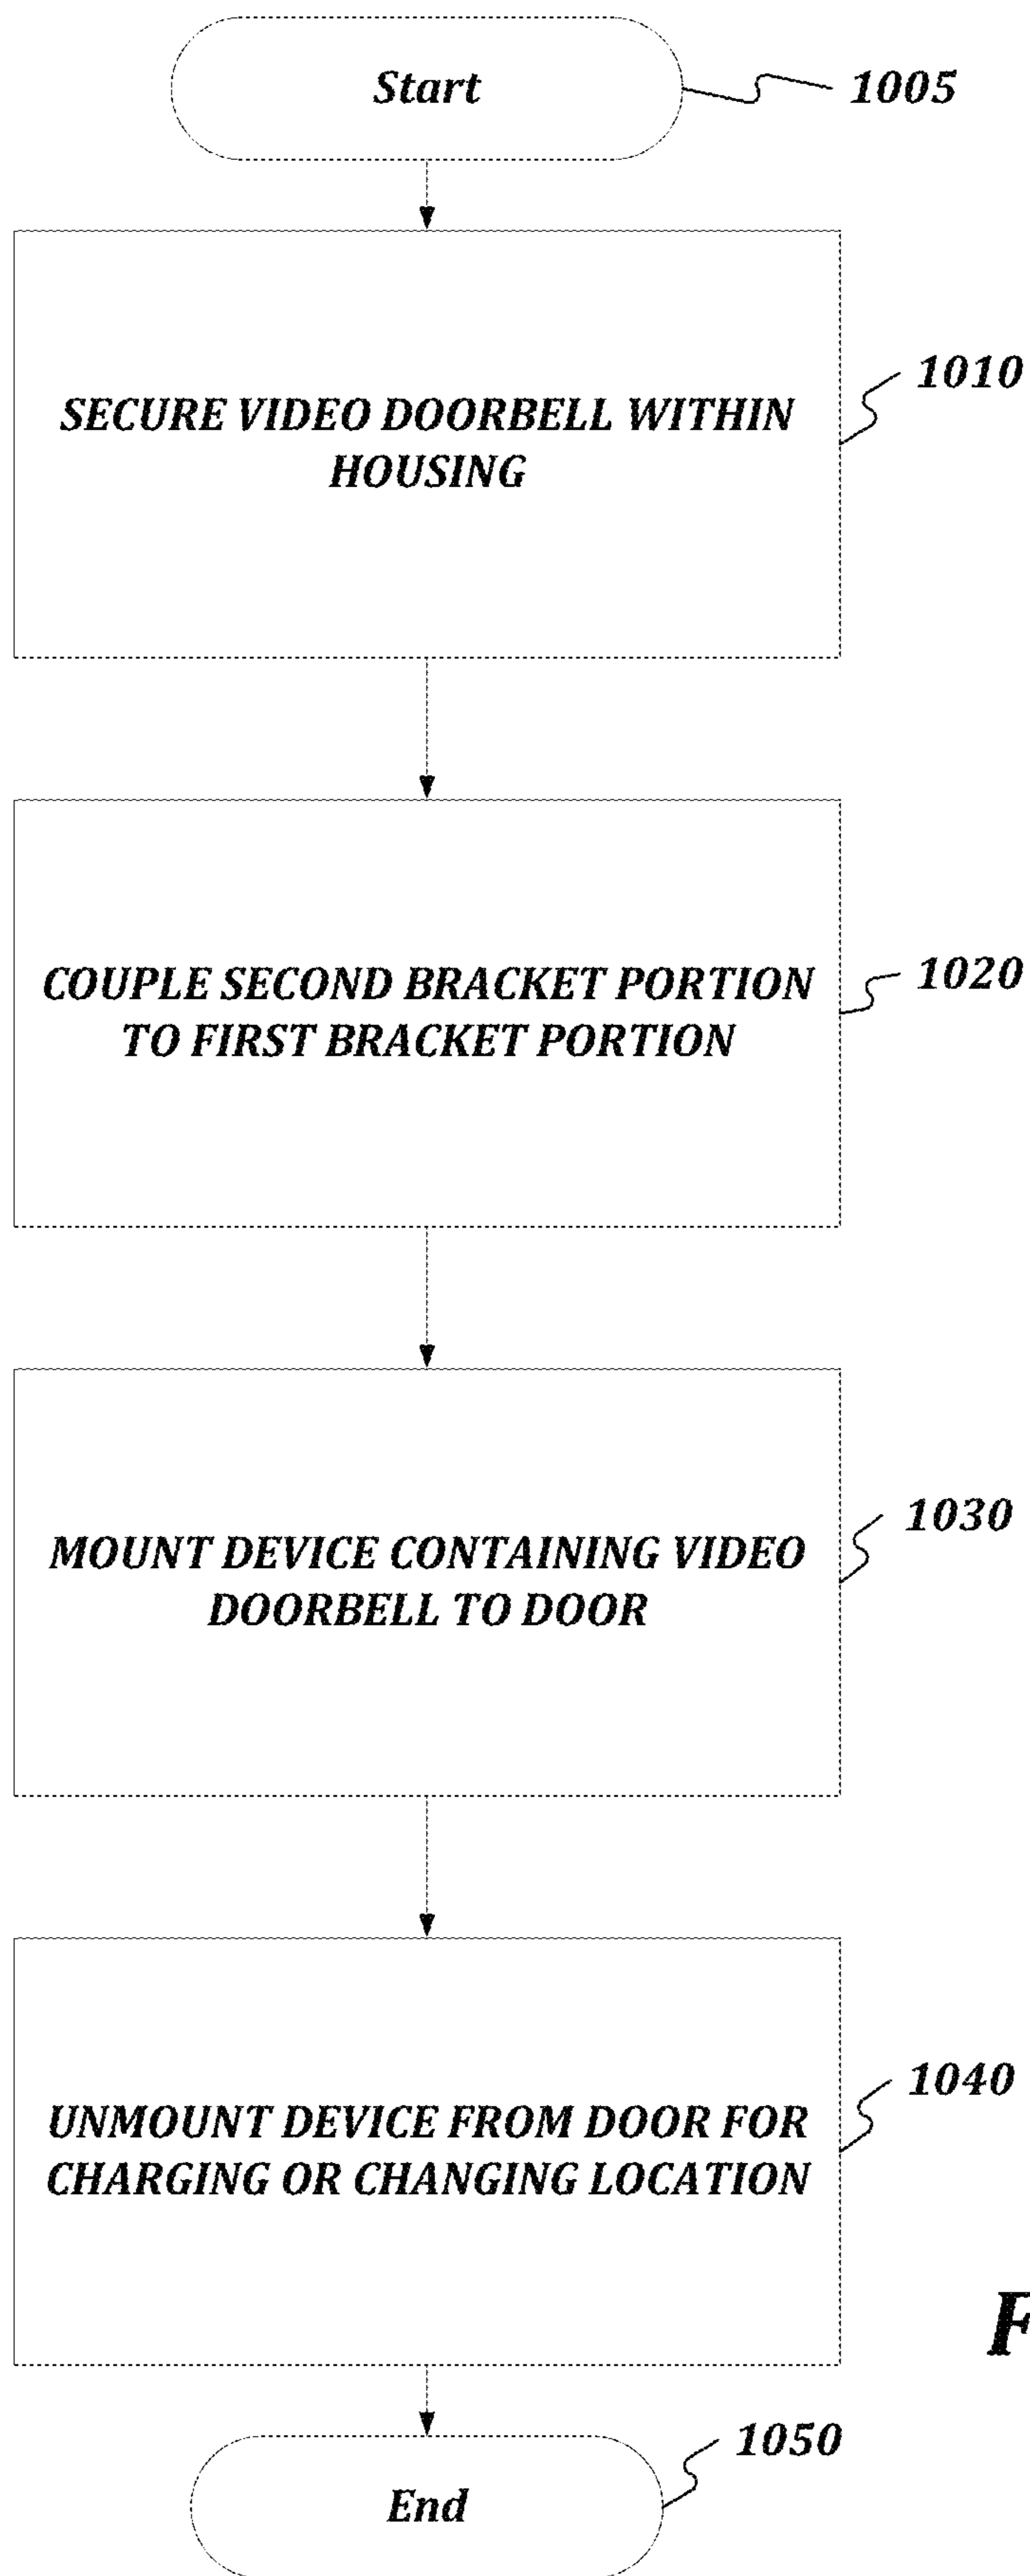 Start
1005
SECURE VIDEO DOORBELL WITHIN
HOUSING
1010
COUPLE SECOND BRACKET PORTION
TO FIRST BRACKET PORTION
1020
MOUNT DEVICE CONTAINING VIDEO
DOORBELL TO DOOR
1030
UNMOUNT DEVICE FROM DOOR FOR
CHARGING OR CHANGING LOCATION
1040
F
End
1050